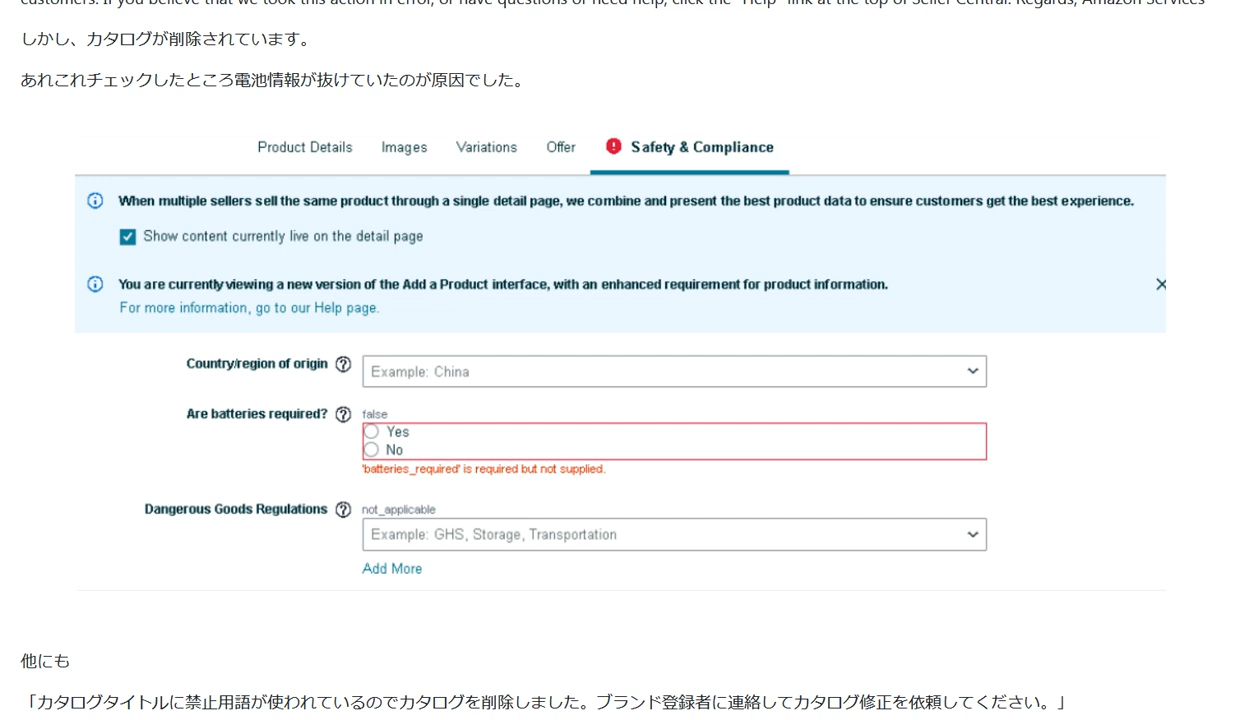 customers. If you believe that we took this action in error, or have questions or need help, click the "Help" link at the top of Seller Central. Regards, Amazon Services
しかし、カタログが削除されています。
あれこれチェックしたところ電池情報が抜けていたのが原因でした。
Product Details Images Variations Offer Safety & Compliance
When multiple sellers sell the same product through a single detail page, we combine and present the best product data to ensure customers get the best experience.
Show content currently live on the detail page
You are currently viewing a new version of the Add a Product interface, with an enhanced requirement for product information.
For more information, go to our Help page.
Country/region of origin Example: China
Are batteries required? false
Yes
No
'batteries_required' is required but not supplied.
Dangerous Goods Regulations not_applicable
Example: GHS, Storage, Transportation
Add More
他にも
「カタログタイトルに禁止用語が使われているのでカタログを削除しました。ブランド登録者に連絡してカタログ修正を依頼してください。」